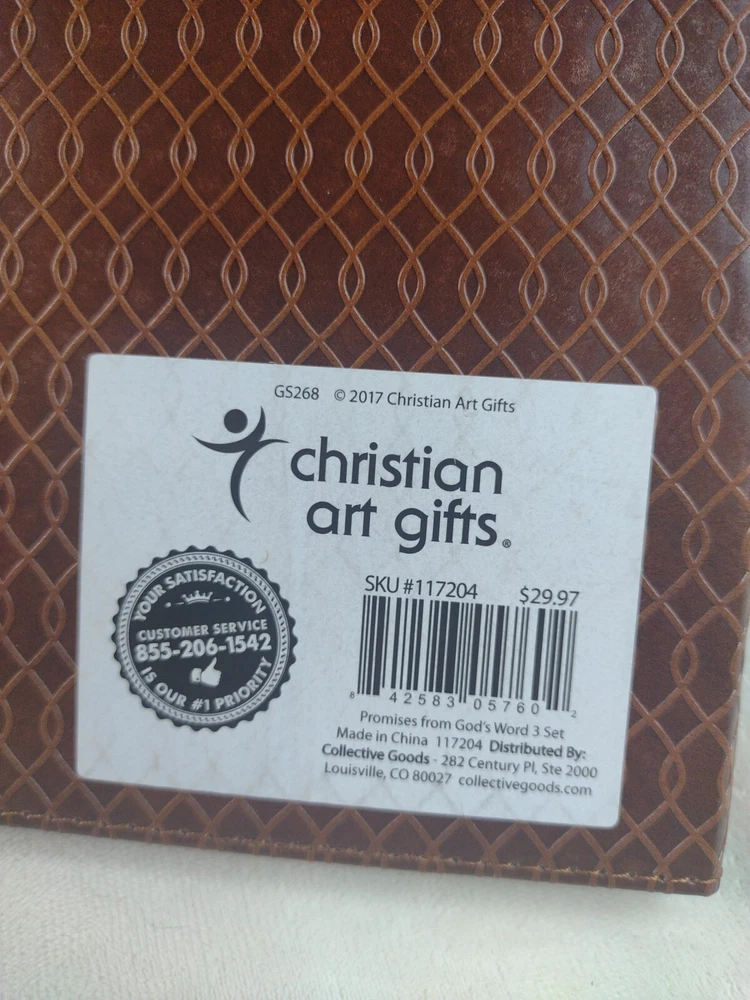 GS268 © 2017 Christian Art Gifts
christian
art gifts®
YOUR SATISFACTION
CUSTOMER SERVICE
855-206-1542
IS OUR #1 PRIORITY
SKU #117204 $29.97
8 42583 05760 2
Promises from God's Word 3 Set
Made in China 117204 Distributed By:
Collective Goods - 282 Century Pl, Ste 2000
Louisville, CO 80027 collectivegoods.com